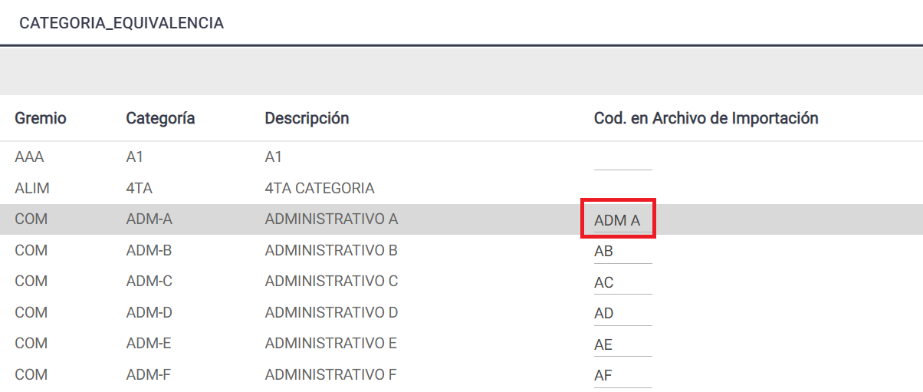 CATEGORIA_EQUIVALENCIA
Gremio Categoría Descripción Cod. en Archivo de Importación
AAA A1 A1
ALIM 4TA 4TA CATEGORIA
COM ADM-A ADMINISTRATIVO A ADM A
COM ADM-B ADMINISTRATIVO B AB
COM ADM-C ADMINISTRATIVO C AC
COM ADM-D ADMINISTRATIVO D AD
COM ADM-E ADMINISTRATIVO E AE
COM ADM-F ADMINISTRATIVO F AF